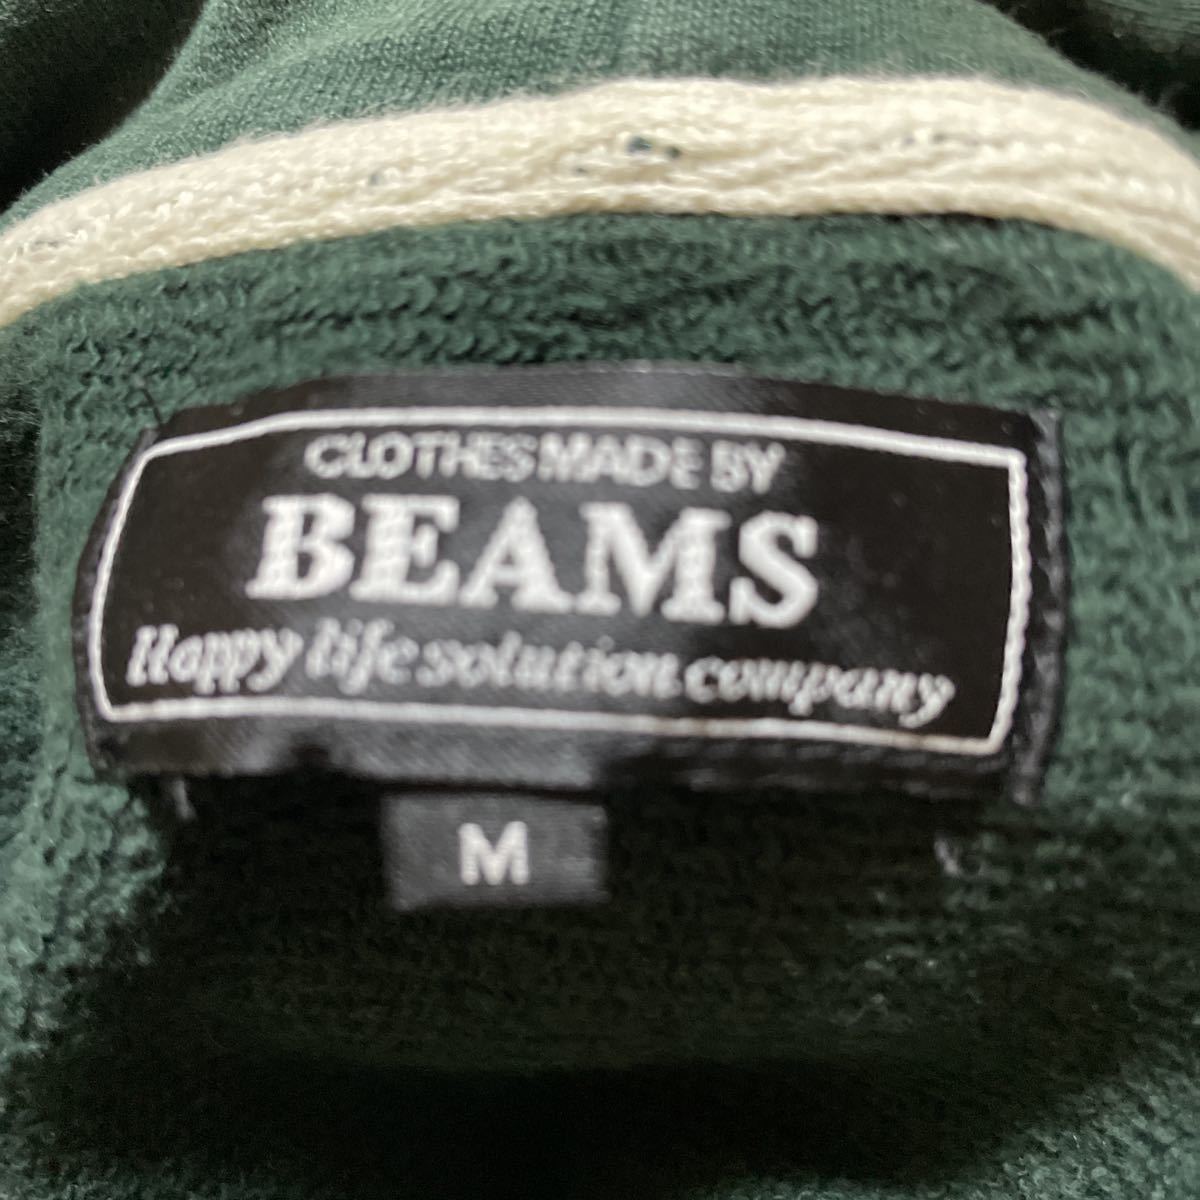 CLOTHES MADE BY
BEAMS
Happy life solution company
M